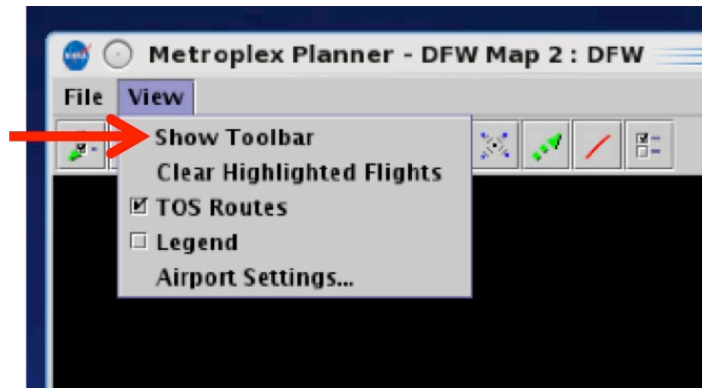 Metroplex Planner - DFW Map 2 : DFW
File View
Show Toolbar
Clear Highlighted Flights
TOS Routes
Legend
Airport Settings...